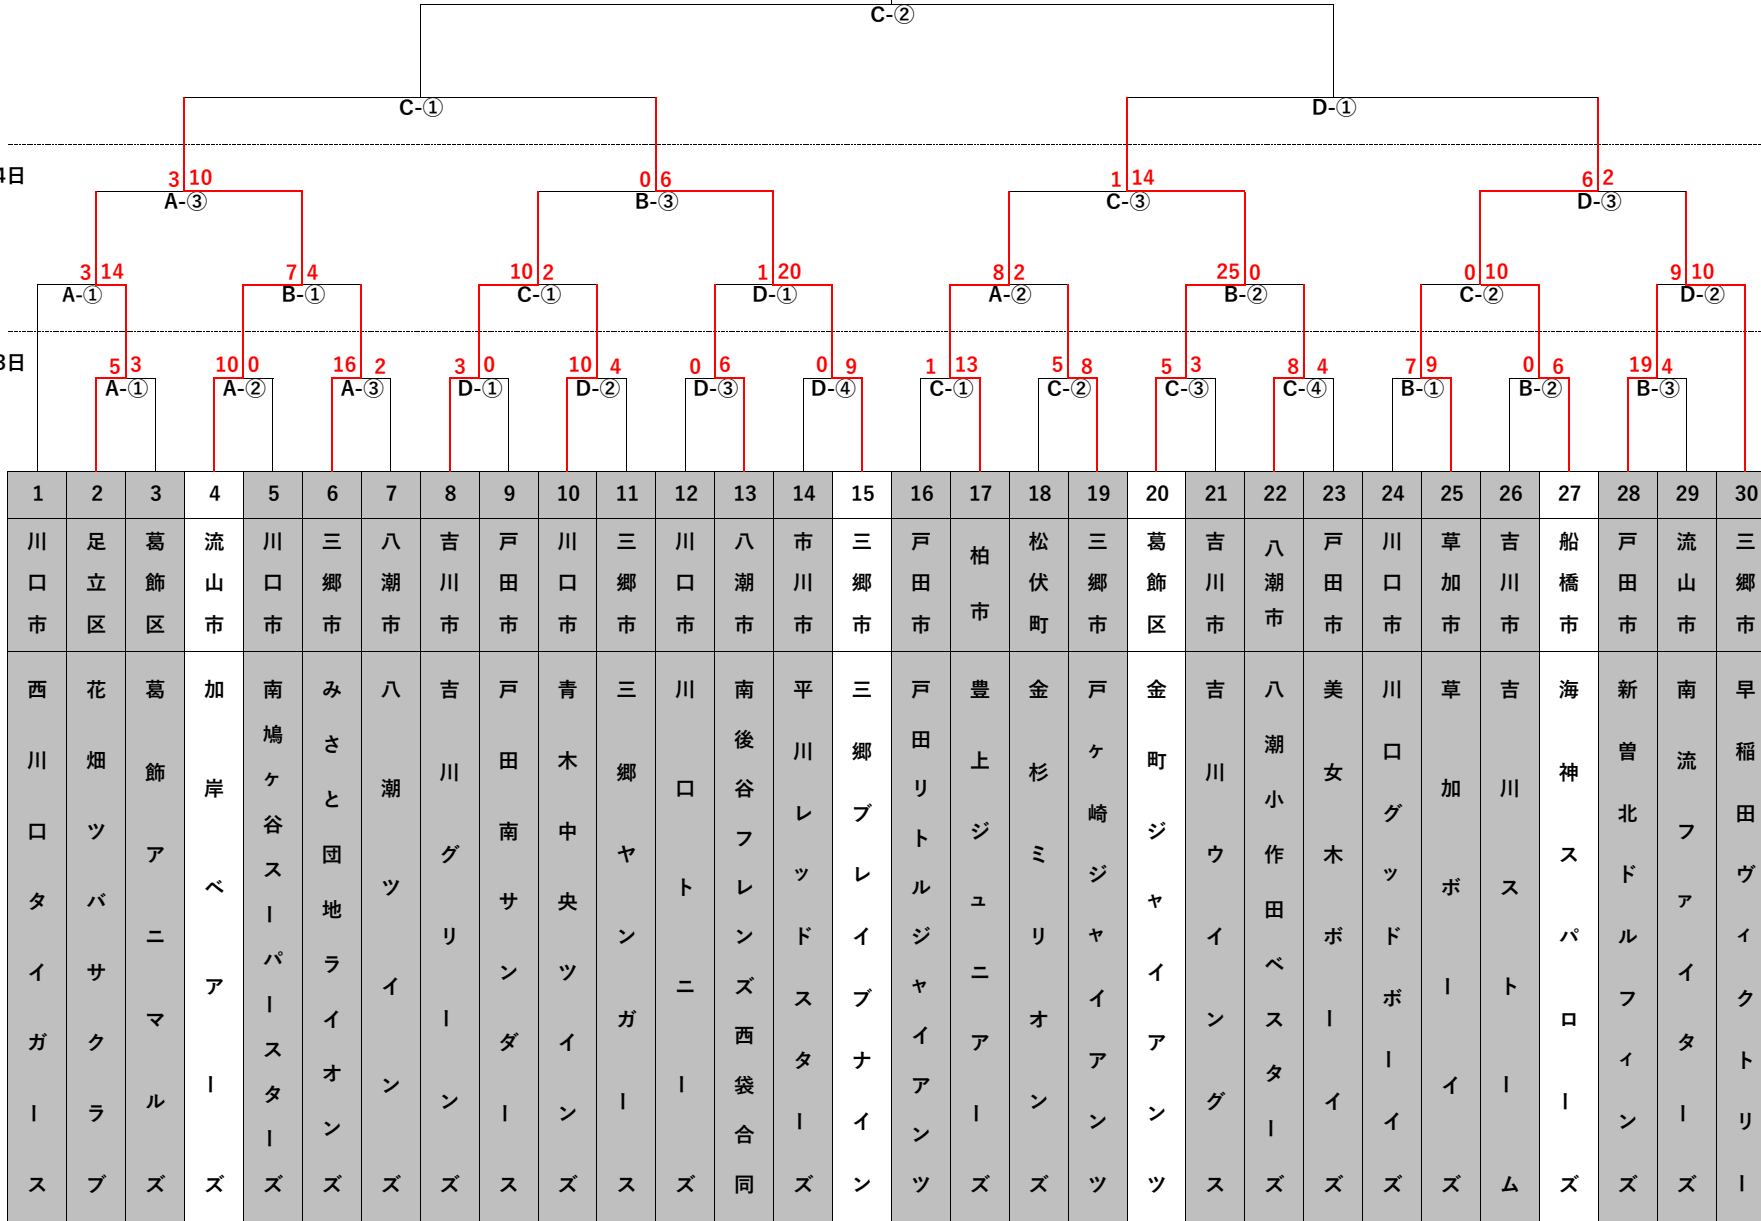 C-②
C-① D-①
4日
3 10 0 6 1 14 6 2
A-③ B-③ C-③ D-③
3 14 7 4 10 2 1 20 8 2 25 0 0 10 9 10
A-① B-① C-① D-① A-② B-② C-② D-②
3日
5 3 10 0 16 2 3 0 10 4 0 6 0 9 1 13 5 8 5 3 8 4 7 9 0 6 19 4
A-① A-② A-③ D-① D-② D-③ D-④ C-① C-② C-③ C-④ B-① B-② B-③
1 2 3 4 5 6 7 8 9 10 11 12 13 14 15 16 17 18 19 20 21 22 23 24 25 26 27 28 29 30
川口市
足立区
葛飾区
流山市
川口市
三郷市
八潮市
吉川市
戸田市
川口市
三郷市
川口市
八潮市
市川市
三郷市
戸田市
柏市
松伏町
三郷市
葛飾区
吉川市
八潮市
戸田市
川口市
草加市
吉川市
船橋市
戸田市
流山市
三郷市
西川口タイガース
花畑ツバサクラブ
葛飾アニマルズ
加岸ベアーズ
南鳩ヶ谷スーパースターズ
みさと団地ライオンズ
八潮ツインズ
吉川グリーンズ
戸田南サンダース
青木中央ツインズ
三郷ヤンガース
川口トニーズ
南後谷フレンズ西袋合同
平川レッドスターズ
三郷ブレイブナイン
戸田リトルジャイアンツ
豊上ジュニアーズ
金杉ミリオンズ
戸ヶ崎ジャイアンツ
金町ジャイアンツ
吉川ウイングス
八潮小作田ベスターズ
美女木ボーイズ
川口グッドボーイズ
草加ボーイズ
吉川ストーム
海神スパローズ
新曽北ドルフィンズ
南流ファイターズ
早稲田ヴィクトリー